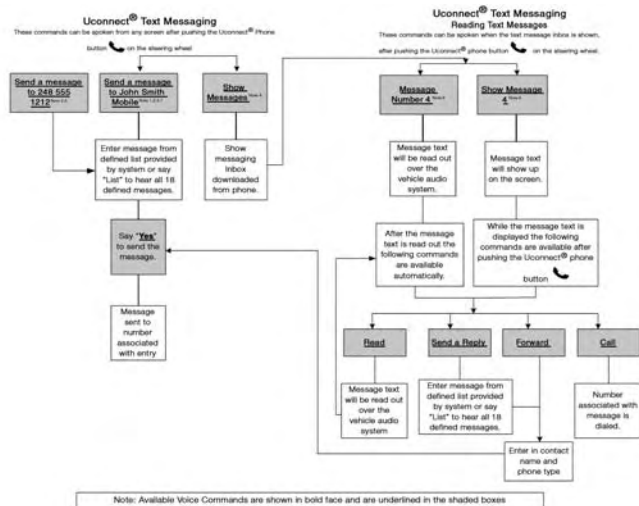 Uconnect® Text Messaging
These commands can be spoken from any screen after pushing the Uconnect® Phone
button on the steering wheel
Send a message
to 248 555
1212
Send a message
to John Smith
Mobile
Show
Messages
Enter message from
defined list provided
by system or say
"List" to hear all 18
defined messages.
Show
messaging
inbox
downloaded
from phone.
Say "Yes"
to send the
message.
Message
sent to
number
associated
with entry
Uconnect® Text Messaging
Reading Text Messages
These commands can be spoken when the text message inbox is shown,
after pushing the Uconnect® phone button on the steering wheel.
Message
Number 4
Show Message
4
Message text
will be read out
over the
vehicle audio
system.
Message text
will show up
on the screen.
After the message
text is read out the
following commands
are available
automatically.
While the message text is
displayed the following
commands are available after
pushing the Uconnect® phone
button
Read
Send a Reply
Forward
Call
Message text
will be read out
over the
vehicle audio
system
Enter message from
defined list provided
by system or say
"List" to hear all 18
defined messages.
Number
associated with
message is
dialed.
Enter in contact
name and
phone type
Note: Available Voice Commands are shown in bold face and are underlined in the shaded boxes